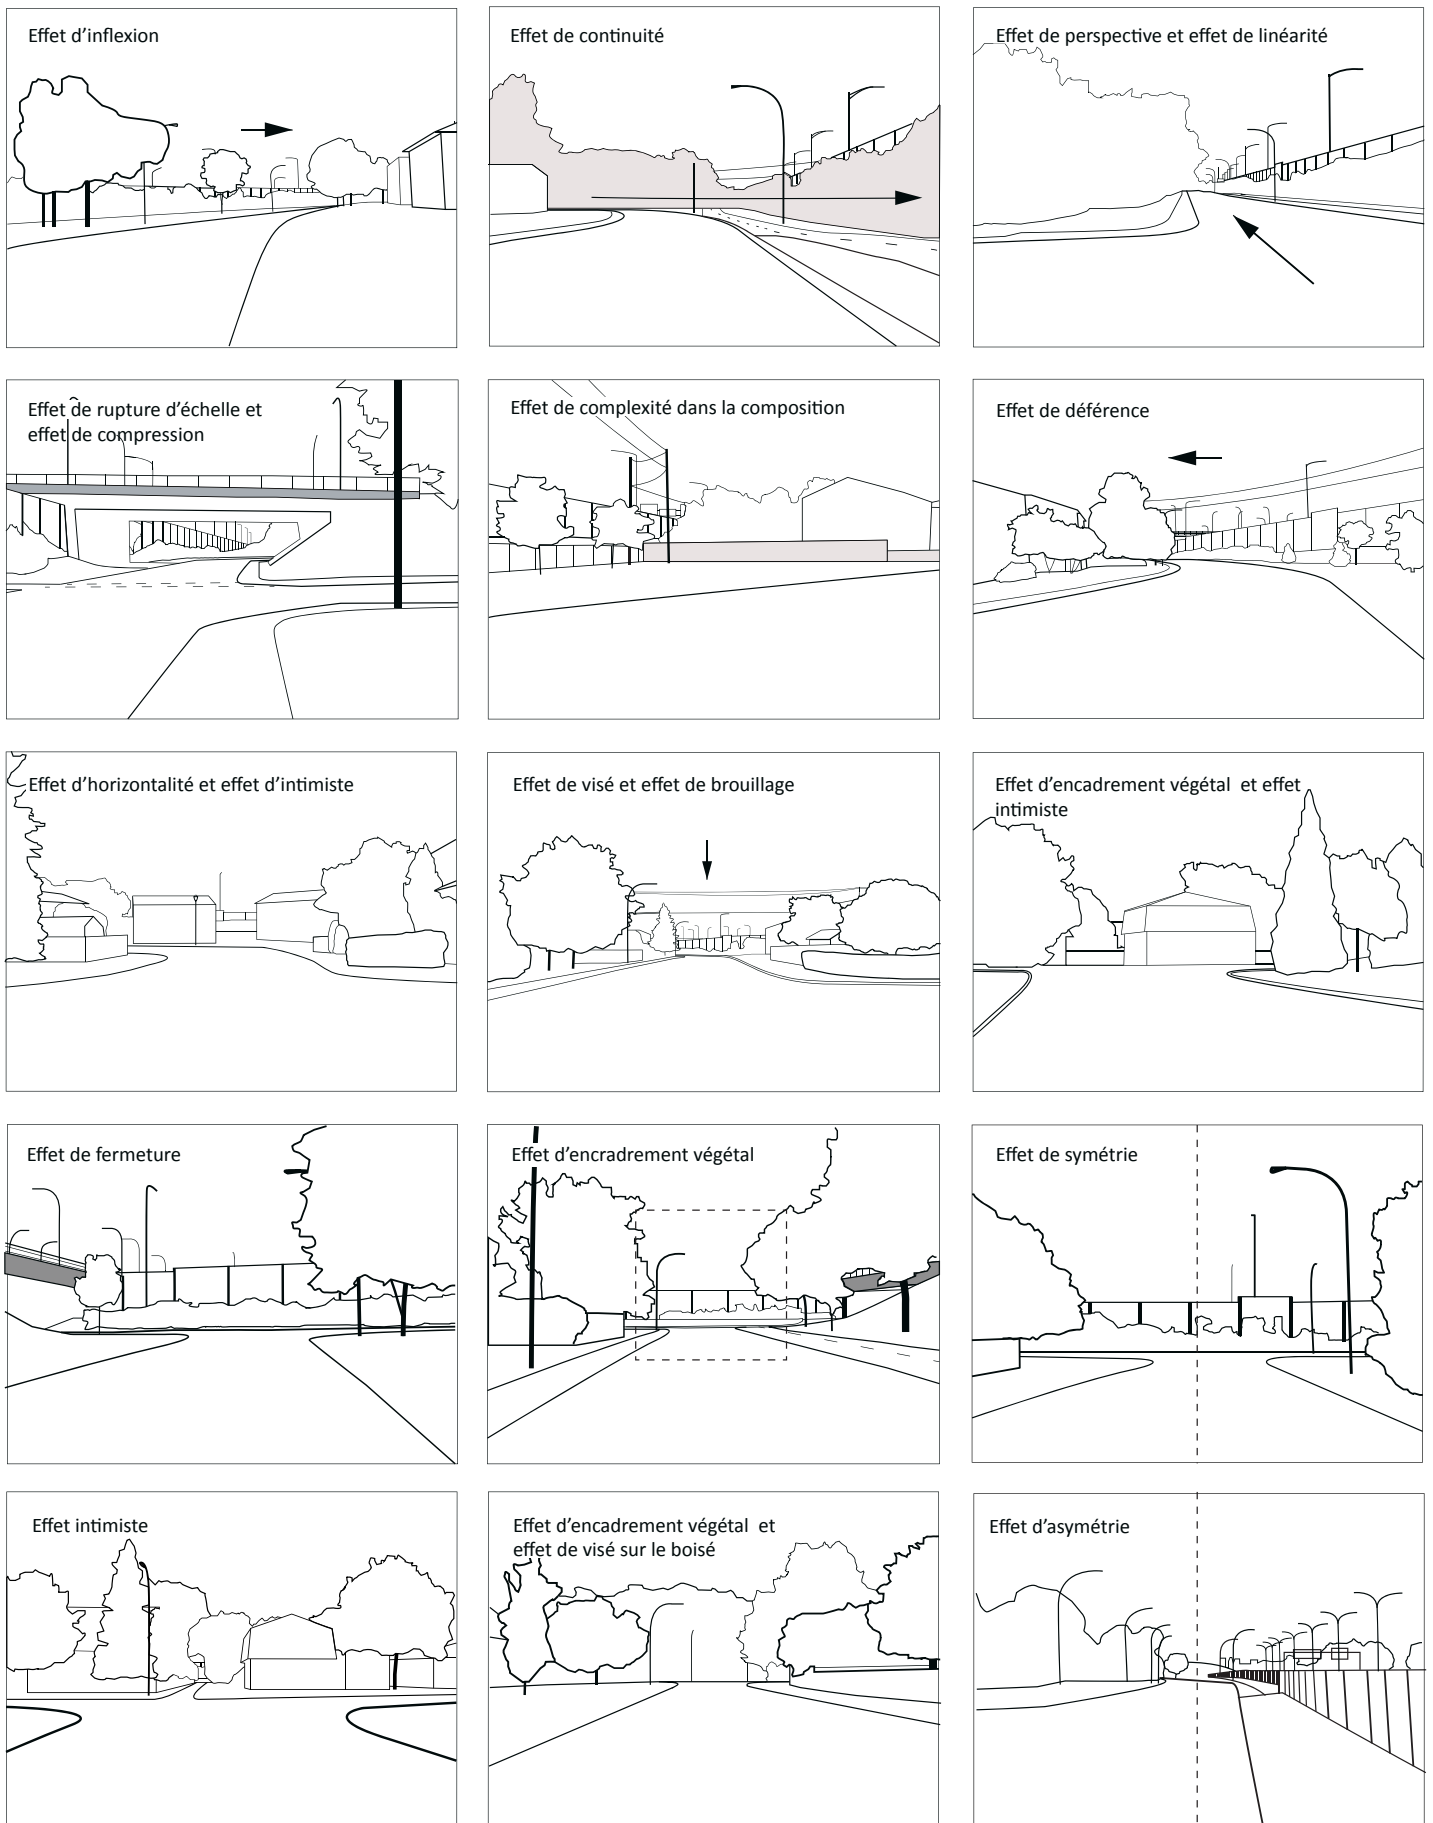 Effet d'inflexion
Effet de continuité
Effet de perspective et effet de linéarité
Effet de rupture d'échelle et
effet de compression
Effet de complexité dans la composition
Effet de déférence
Effet d'horizontalité et effet d'intimiste
Effet de visé et effet de brouillage
Effet d'encadrement végétal et effet
intimiste
Effet de fermeture
Effet d'encradrement végétal
Effet de symétrie
Effet intimiste
Effet d'encadrement végétal et
effet de visé sur le boisé
Effet d'asymétrie